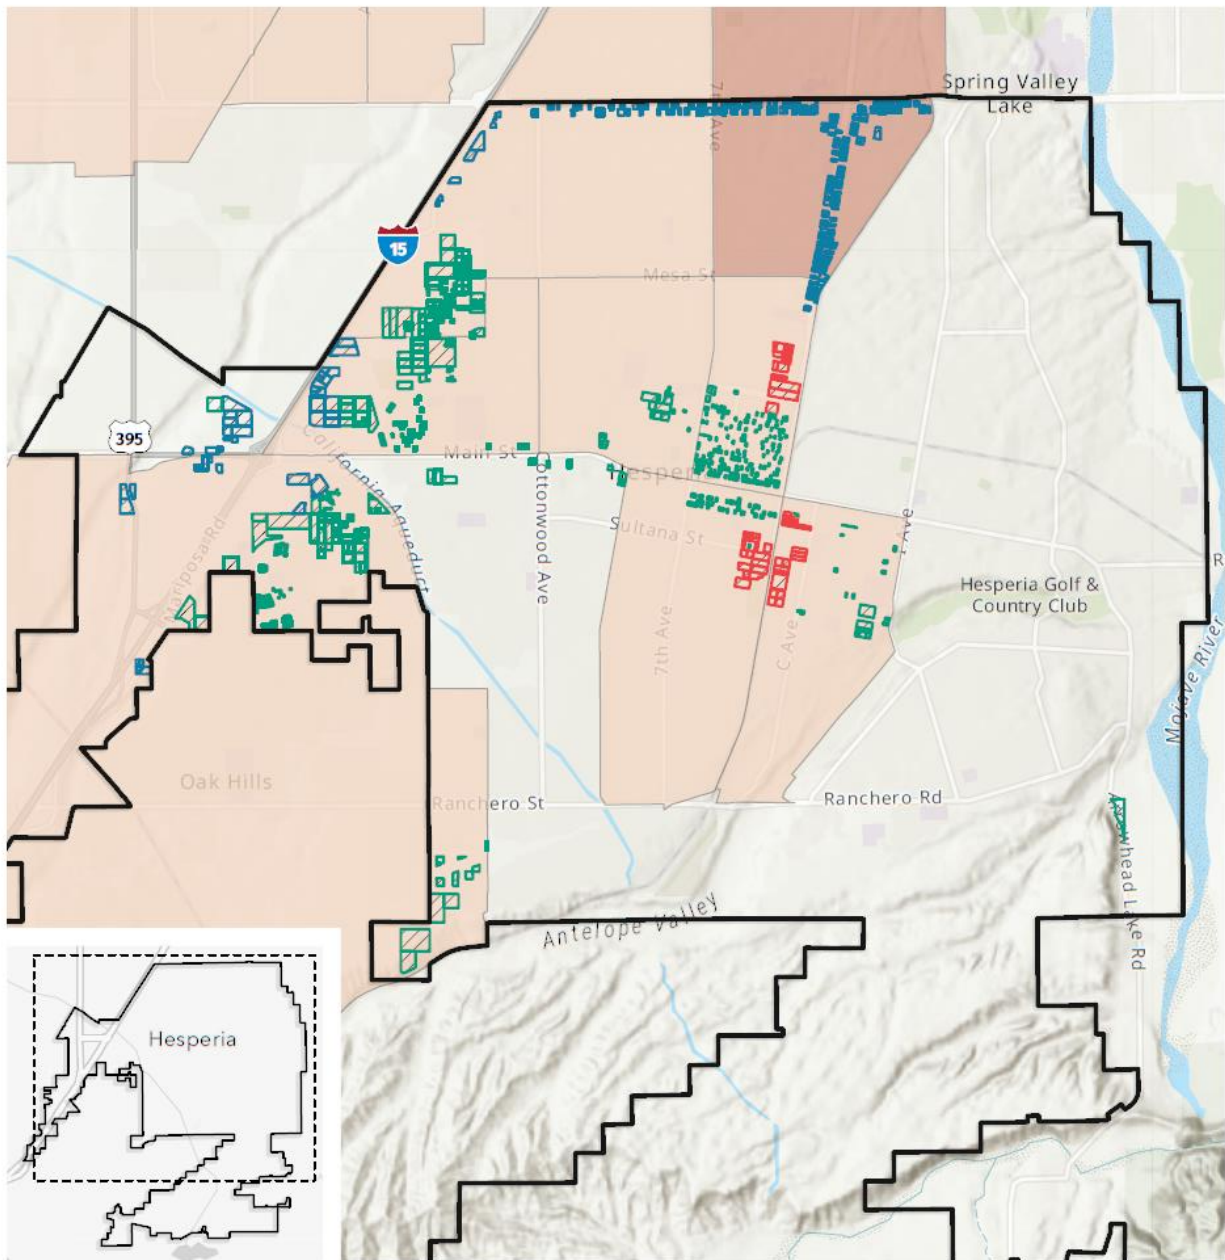 Spring Valley
Lake
7th Ave
15
Mesa St
395
California Aqueduct
Main St
Hesperia
Cottonwood Ave
Sultana St
I Ave
Mariposa Rd
Hesperia Golf &
Country Club
R
7th Ave
C Ave
Mojave River
Oak Hills
Ranchero St
Ranchero Rd
Arrowhead Lake Rd
Antelope Valley
Hesperia